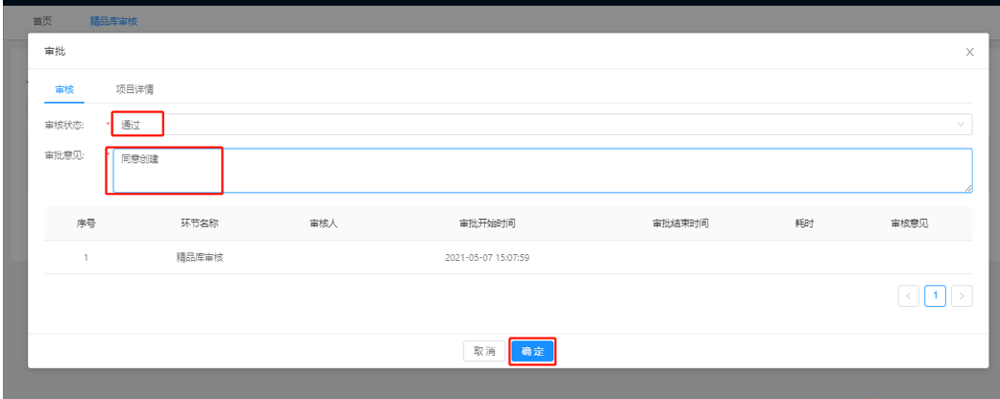 首页 精品库审核
审批
审核 项目详情
审核状态: * 通过
审批意见: * 同意创建
序号 环节名称 审核人 审批开始时间 审批结束时间 耗时 审核意见
1 精品库审核 2021-05-07 15:07:59
< 1 >
取消 确定